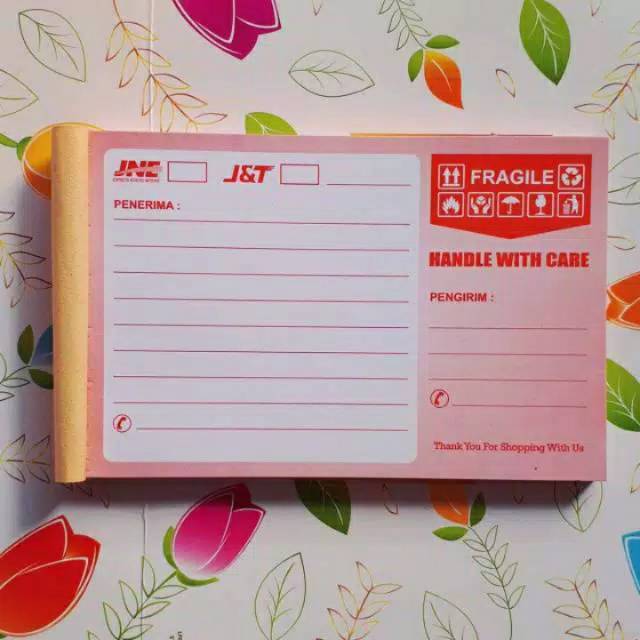 JNE
J&T
PENERIMA :
FRAGILE
HANDLE WITH CARE
PENGIRIM :
Thank You For Shopping With Us